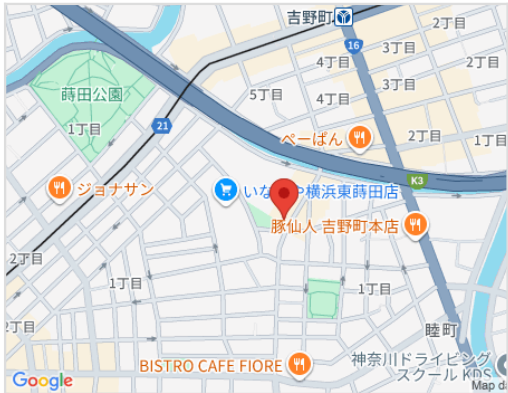 吉野町
2丁目
16
3丁目
4丁目
2丁目
3丁目
蒔田公園
5丁目
4丁目
1丁目
21
ぺーぱん
2丁目
1丁目
K3
ジョナサン
いな
や横浜東蒔田店
豚仙人 吉野町本店
2丁目
1丁目
1丁目
2丁目
睦町
BISTRO CAFE FIORE
神奈川ドライビング
スクール KDS
Google
Map da